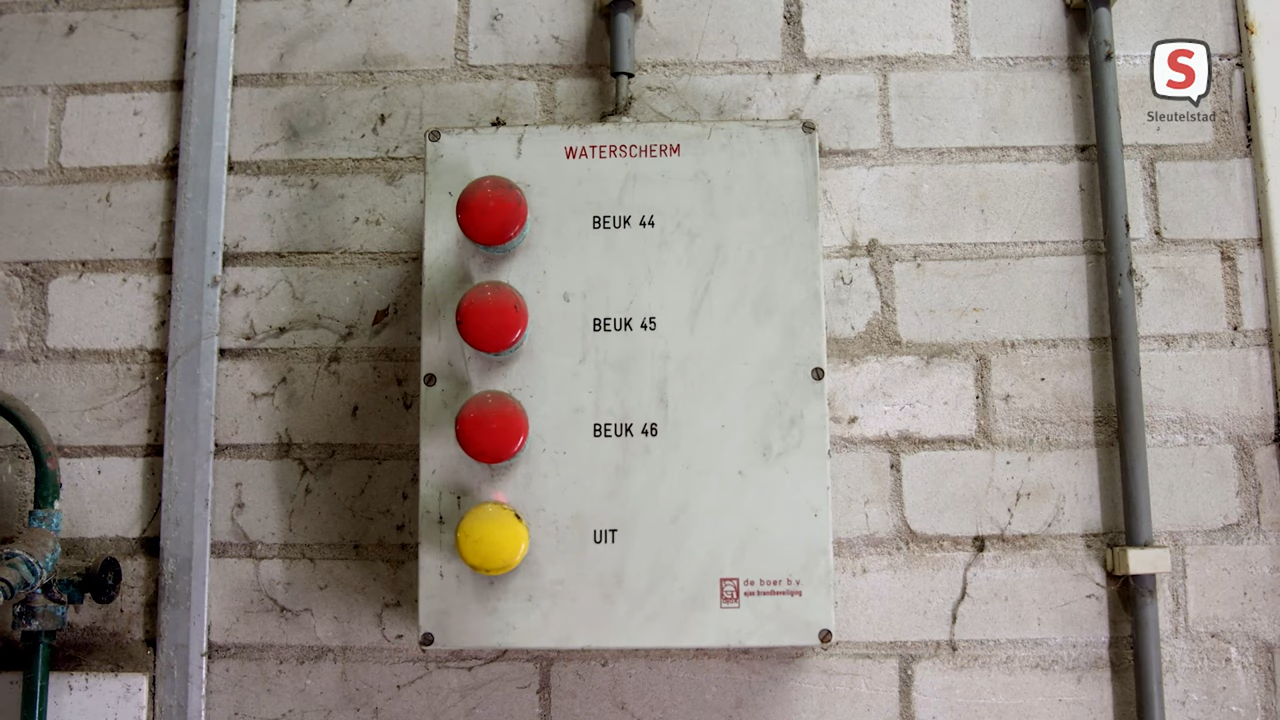 S
Sleutelstad
WATERSCHERM
BEUK 44
BEUK 45
BEUK 46
UIT
de boer b.v.
ajax brandbeveiliging